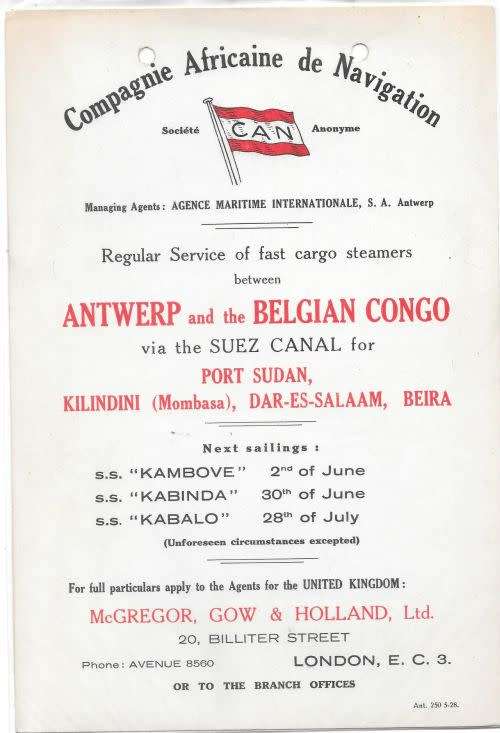 Compagnie Africaine de Navigation
Société CAN Anonyme
Managing Agents: AGENCE MARITIME INTERNATIONALE, S. A. Antwerp
Regular Service of fast cargo steamers
between
ANTWERP and the BELGIAN CONGO
via the SUEZ CANAL for
PORT SUDAN,
KILINDINI (Mombasa), DAR-ES-SALAAM, BEIRA
Next sailings:
s.s. "KAMBOVE" 2nd of June
s.s. "KABINDA" 30th of June
s.s. "KABALO" 28th of July
(Unforeseen circumstances excepted)
For full particulars apply to the Agents for the UNITED KINGDOM:
McGREGOR, GOW & HOLLAND, Ltd.
20, BILLITER STREET
Phone: AVENUE 8560 LONDON, E. C. 3.
OR TO THE BRANCH OFFICES
Ant. 250 5-28.